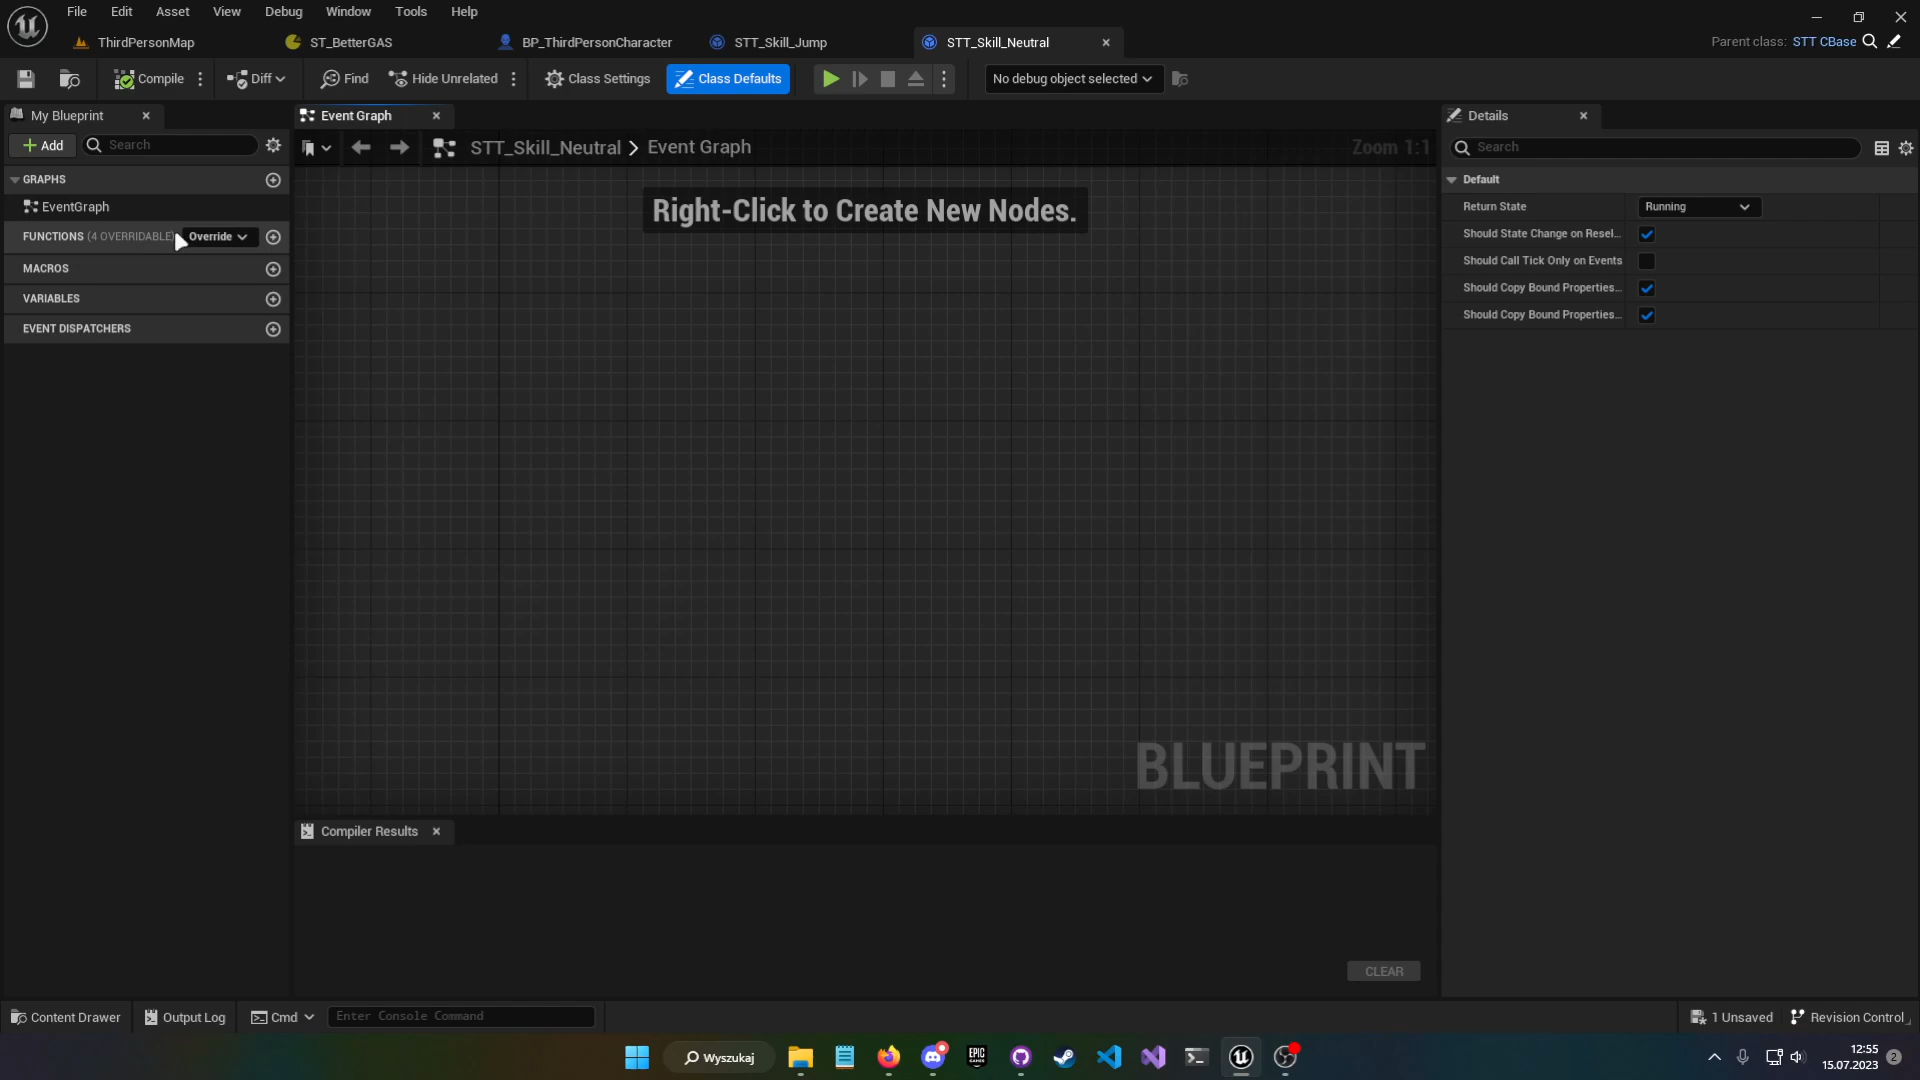 File Edit Asset View Debug Window Tools Help
ThirdPersonMap ST_BetterGAS BP_ThirdPersonCharacter STT_Skill_Jump STT_Skill_Neutral
Parent class: STT CBase
Compile Diff Find Hide Unrelated Class Settings Class Defaults No debug object selected
My Blueprint
Event Graph
Details
Add Search
STT_Skill_Neutral > Event Graph
Zoom 1:1
Search
GRAPHS
EventGraph
FUNCTIONS (4 OVERRIDABLE) Override
MACROS
VARIABLES
EVENT DISPATCHERS
Right-Click to Create New Nodes.
BLUEPRINT
Default
Return State Running
Should State Change on Resel...
Should Call Tick Only on Events
Should Copy Bound Properties...
Should Copy Bound Properties...
Compiler Results
CLEAR
Content Drawer Output Log Cmd Enter Console Command
1 Unsaved Revision Control
Wyszukaj
EPIC GAMES
12:55
15.07.2023
2